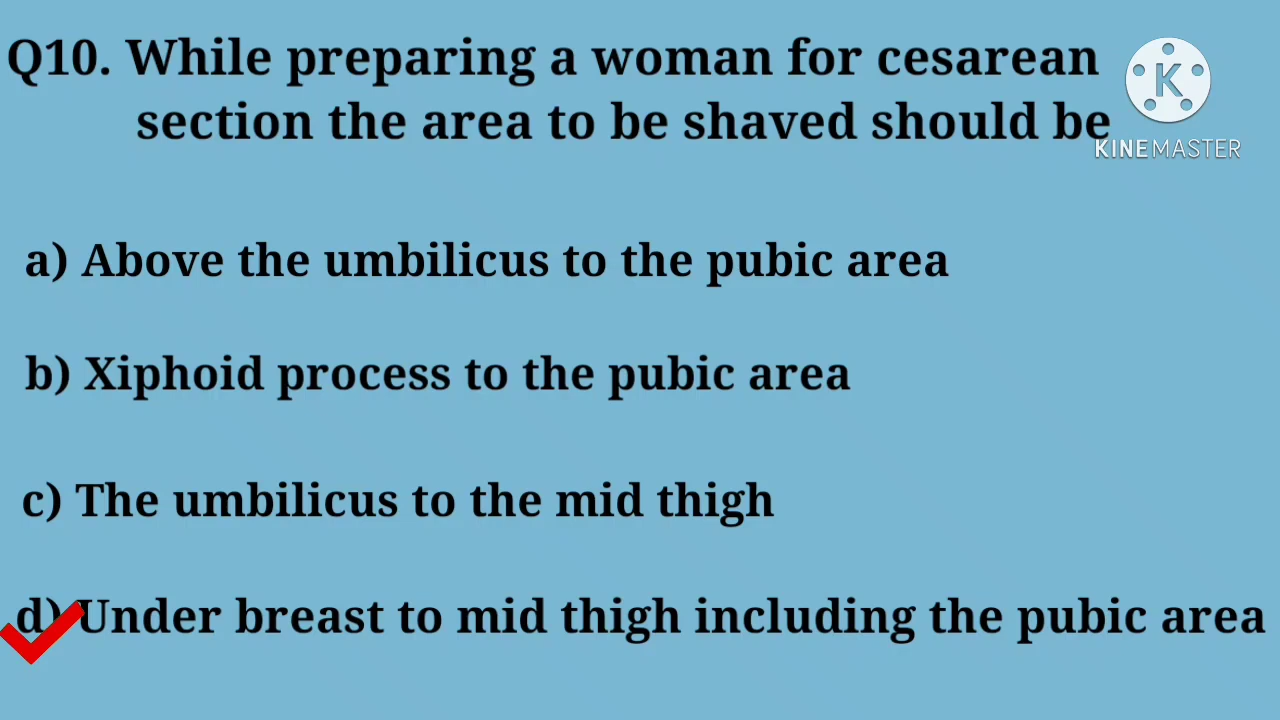 Q10. While preparing a woman for cesarean
section the area to be shaved should be
K
KINEMASTER
a) Above the umbilicus to the pubic area
b) Xiphoid process to the pubic area
c) The umbilicus to the mid thigh
d) Under breast to mid thigh including the pubic area